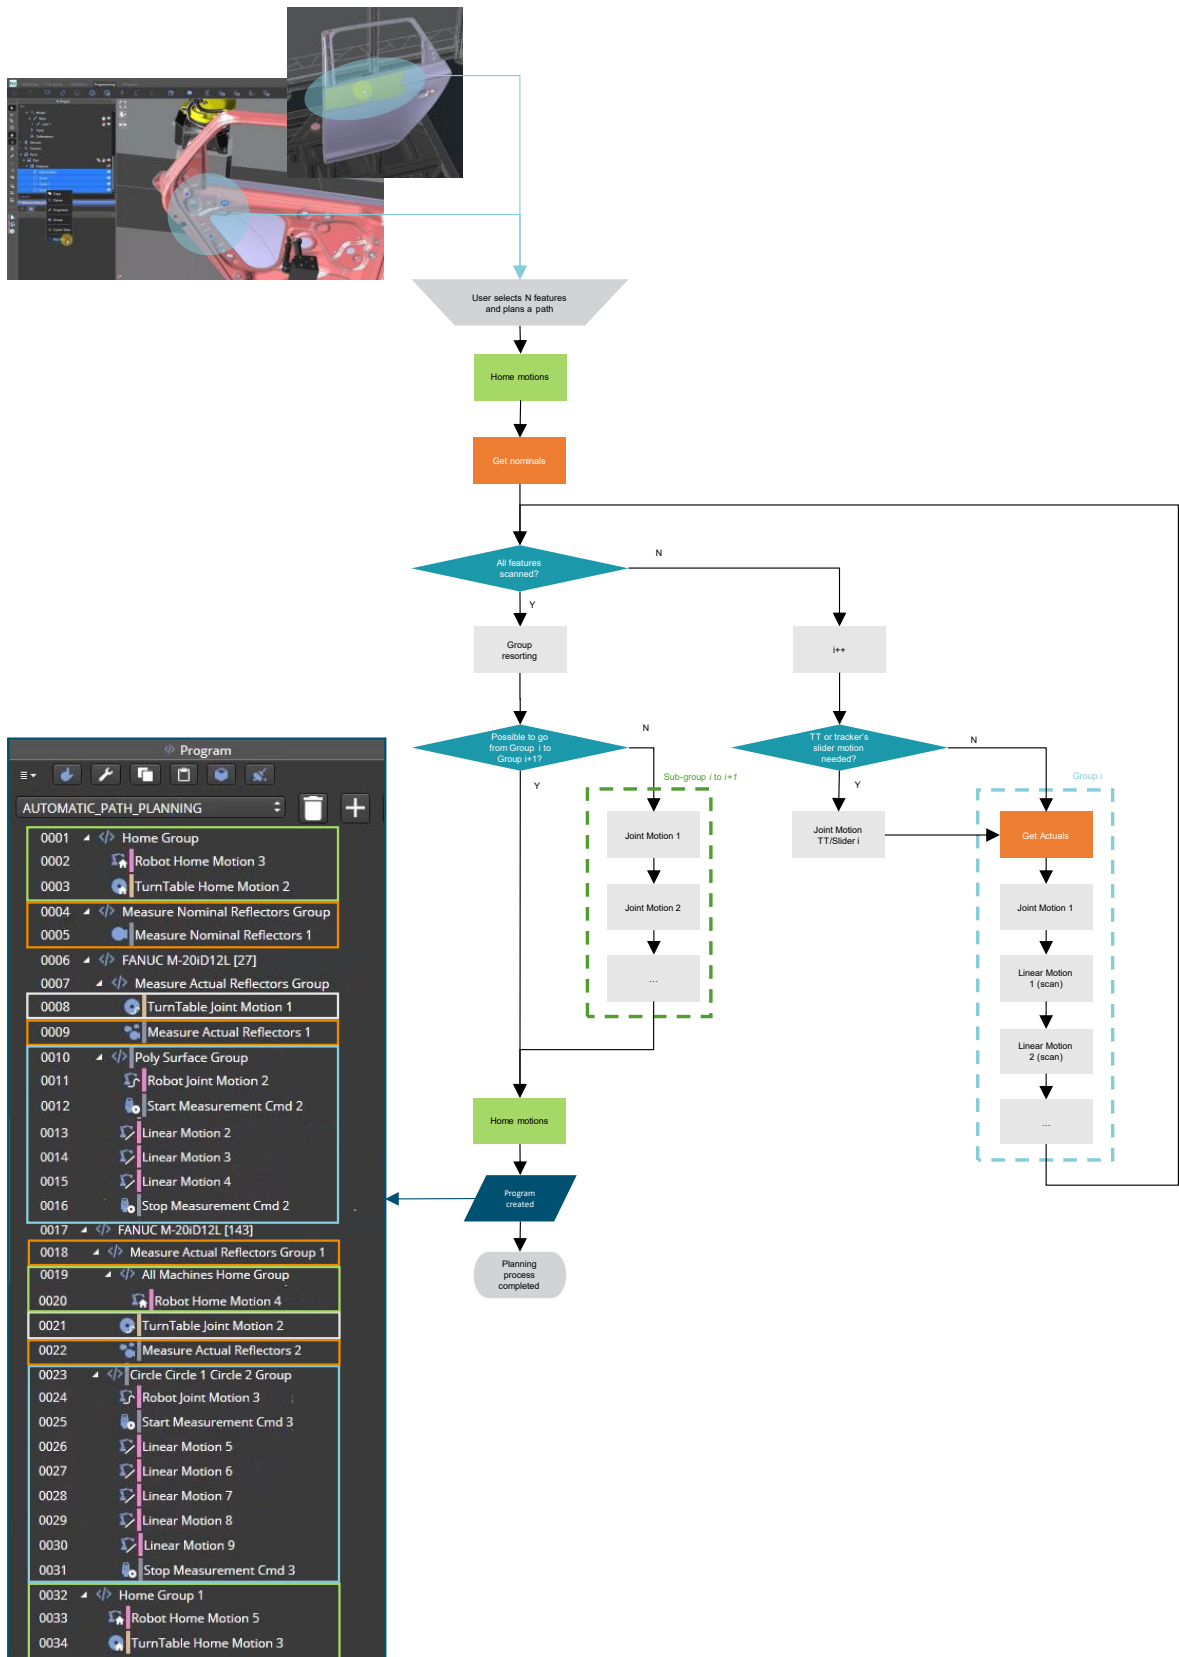 User selects N features
and plans a path
Home motions
Get nominals
All features
scanned?
N
Y
Group
resorting
i++
Possible to go
from Group i to
Group i+1?
N
Y
TT or tracker's
slider motion
needed?
N
Y
Sub-group i to i+1
Joint Motion 1
Joint Motion 2
...
Joint Motion
TT/Slider i
Group i
Get Actuals
Joint Motion 1
Linear Motion
1 (scan)
Linear Motion
2 (scan)
...
Home motions
Program
created
Planning
process
completed
</> Program
AUTOMATIC_PATH_PLANNING
0001 </> Home Group
0002 Robot Home Motion 3
0003 TurnTable Home Motion 2
0004 </> Measure Nominal Reflectors Group
0005 Measure Nominal Reflectors 1
0006 </> FANUC M-20iD12L [27]
0007 </> Measure Actual Reflectors Group
0008 TurnTable Joint Motion 1
0009 Measure Actual Reflectors 1
0010 </> Poly Surface Group
0011 Robot Joint Motion 2
0012 Start Measurement Cmd 2
0013 Linear Motion 2
0014 Linear Motion 3
0015 Linear Motion 4
0016 Stop Measurement Cmd 2
0017 </> FANUC M-20iD12L [143]
0018 </> Measure Actual Reflectors Group 1
0019 </> All Machines Home Group
0020 Robot Home Motion 4
0021 TurnTable Joint Motion 2
0022 Measure Actual Reflectors 2
0023 </> Circle Circle 1 Circle 2 Group
0024 Robot Joint Motion 3
0025 Start Measurement Cmd 3
0026 Linear Motion 5
0027 Linear Motion 6
0028 Linear Motion 7
0029 Linear Motion 8
0030 Linear Motion 9
0031 Stop Measurement Cmd 3
0032 </> Home Group 1
0033 Robot Home Motion 5
0034 TurnTable Home Motion 3